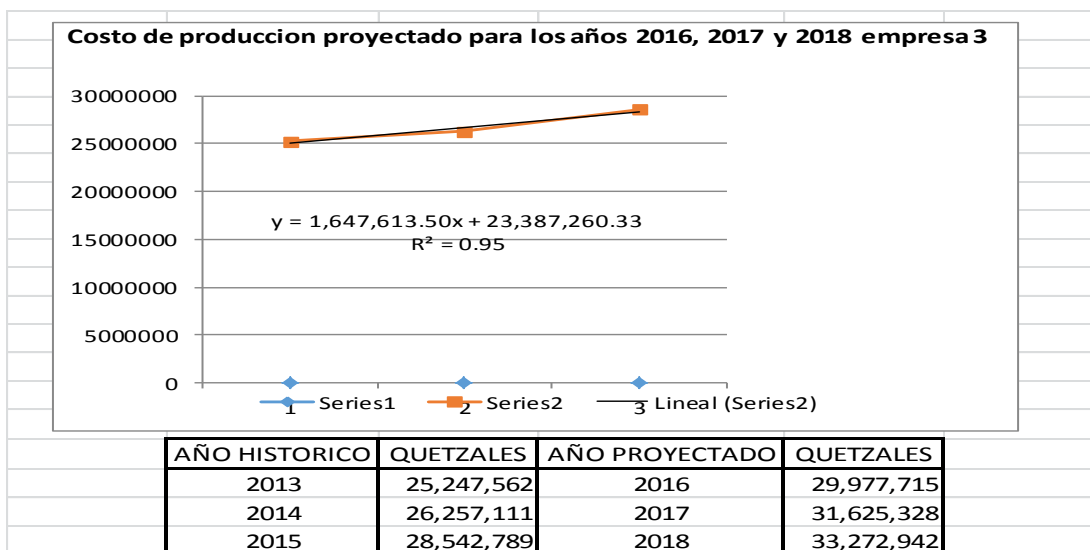 Costo de produccion proyectado para los años 2016, 2017 y 2018 empresa 3
30000000
25000000
20000000
15000000
10000000
5000000
0
y = 1,647,613.50x + 23,387,260.33
R² = 0.95
1 2 3
Series1 Series2 Lineal (Series2)
AÑO HISTORICO QUETZALES AÑO PROYECTADO QUETZALES
2013 25,247,562 2016 29,977,715
2014 26,257,111 2017 31,625,328
2015 28,542,789 2018 33,272,942